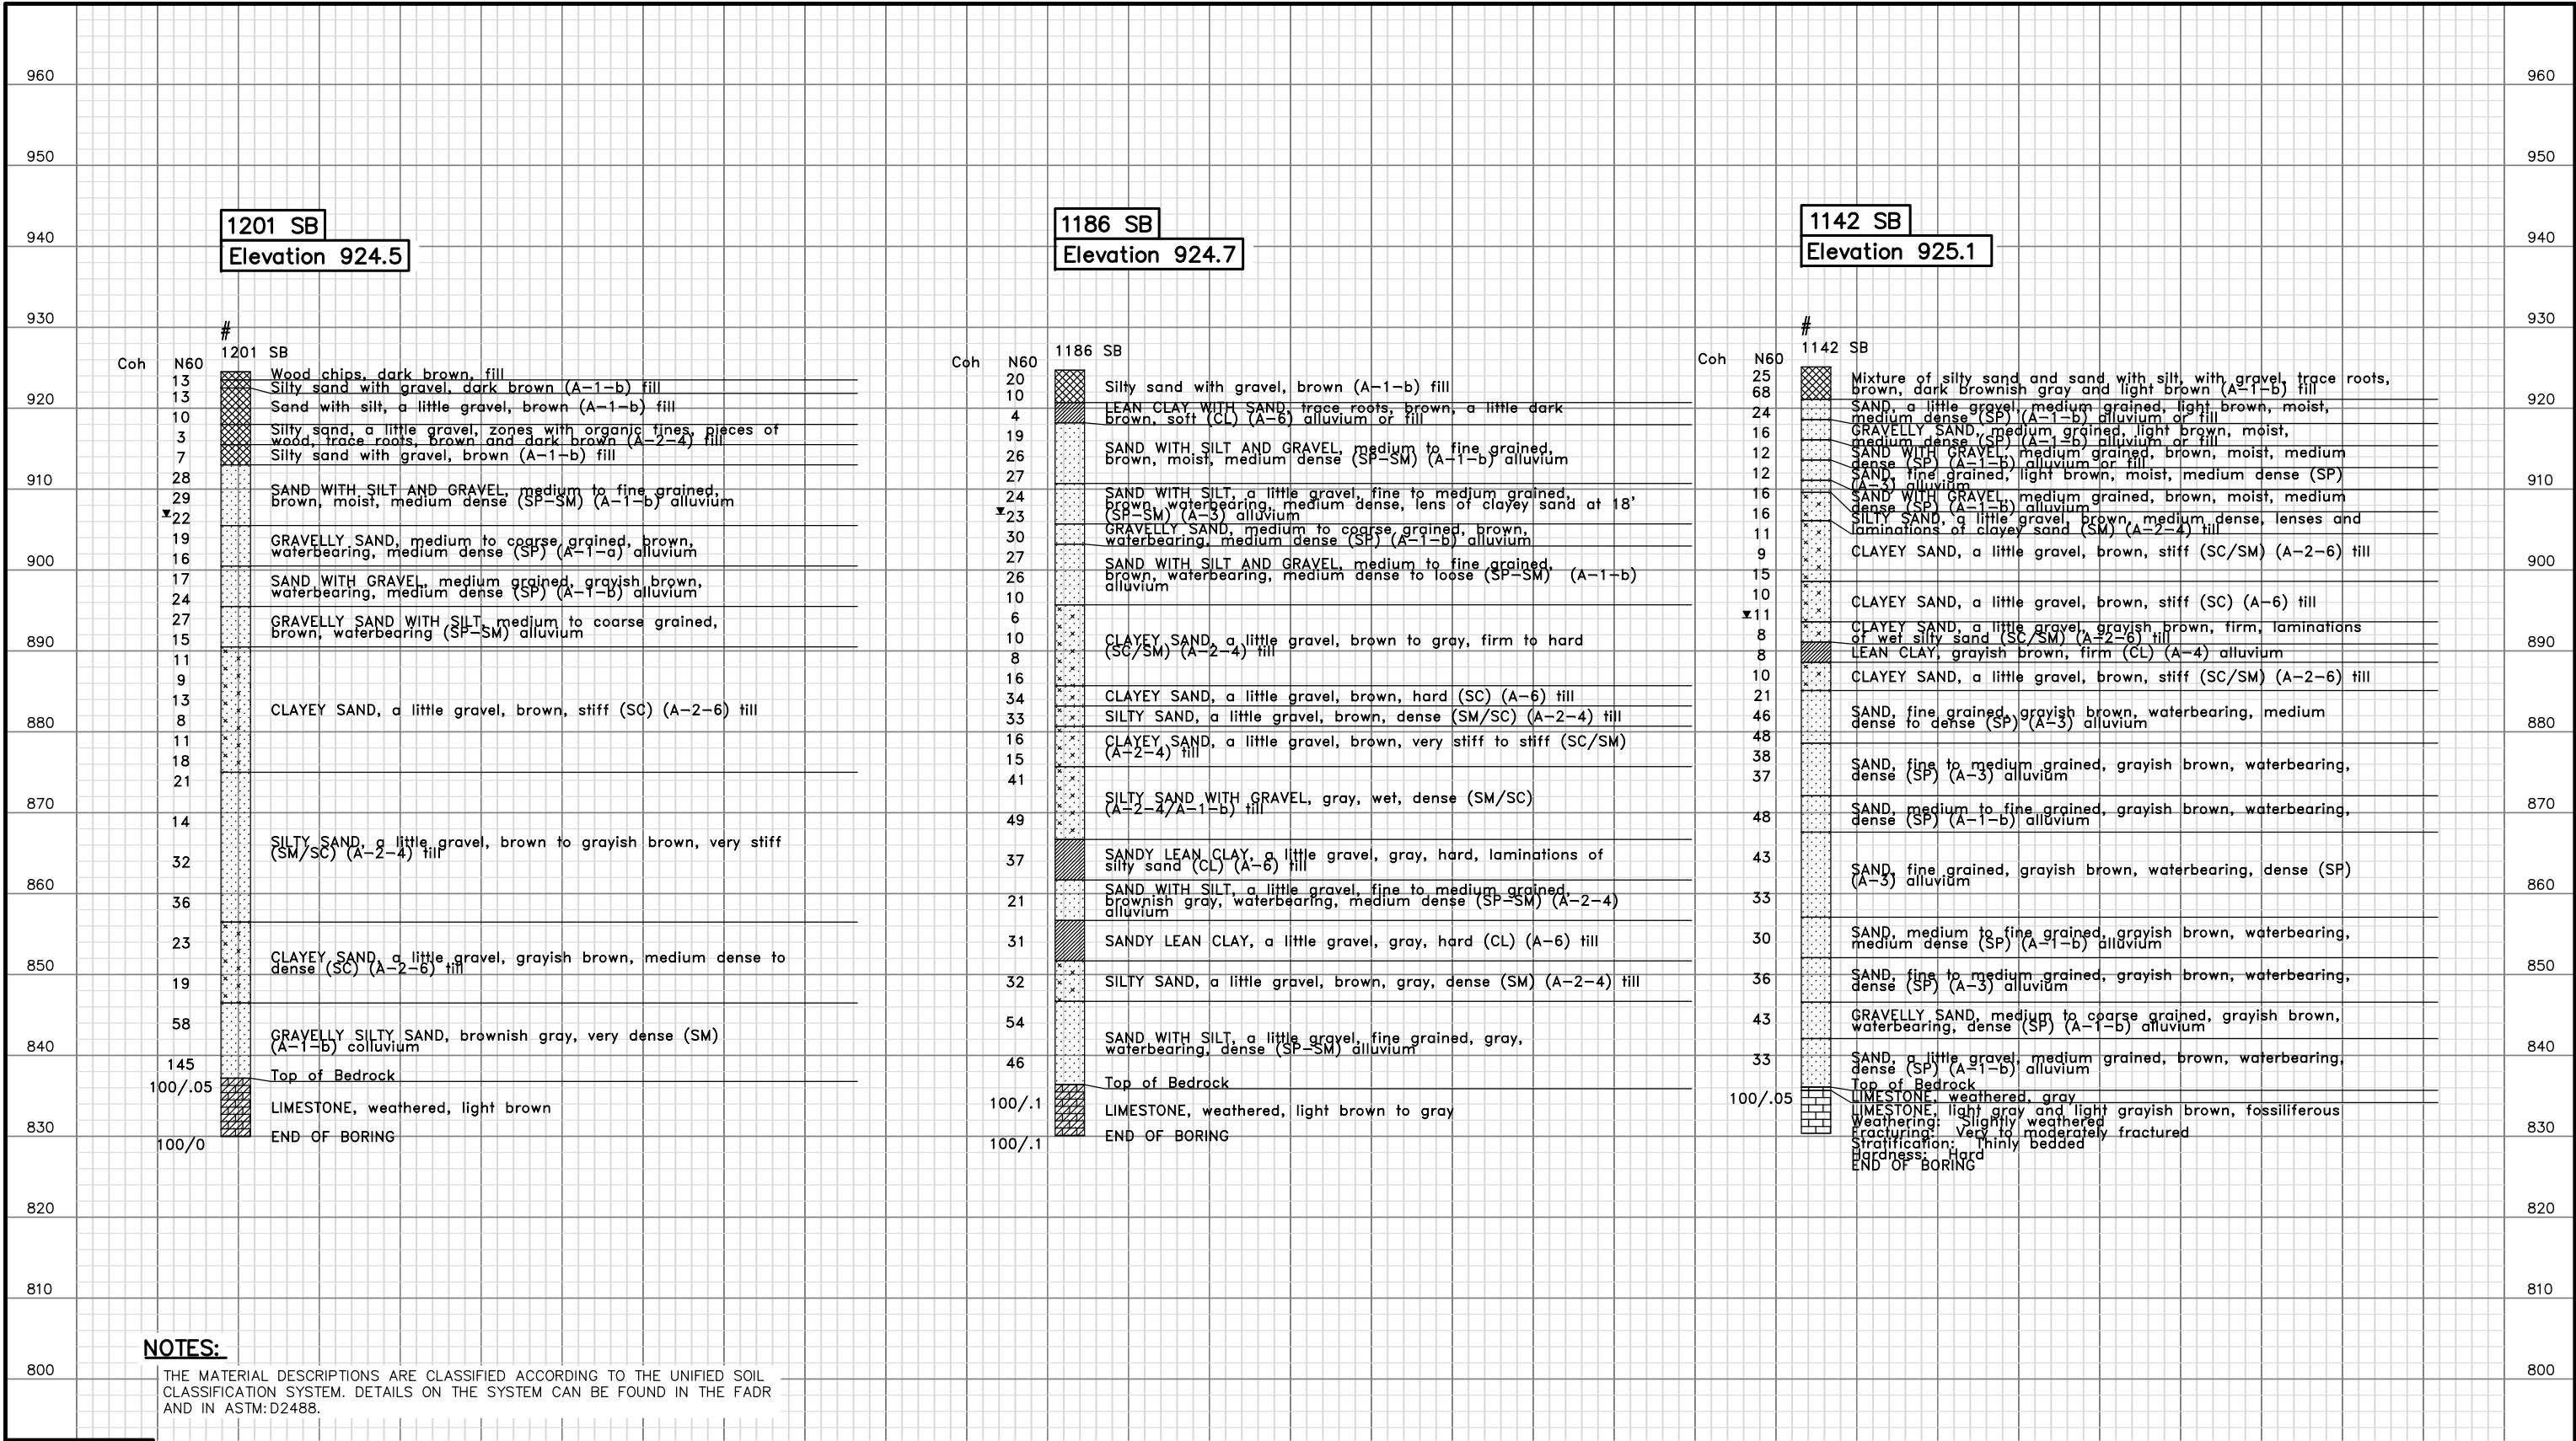 960
950
940
930
920
910
900
890
880
870
860
850
840
830
820
810
800
1201 SB
Elevation 924.5
#
1201 SB
Coh N60
13
13
10
3
7
28
29
22
19
16
17
24
27
15
11
9
13
8
11
18
21
14
32
36
23
19
58
145
100/.05
100/0
Wood chips, dark brown, fill
Silty sand with gravel, dark brown (A-1-b) fill
Sand with silt, a little gravel, brown (A-1-b) fill
Silty sand, a little gravel, zones with organic fines, pieces of
wood, trace roots, brown and dark brown (A-2-4) fill
Silty sand with gravel, brown (A-1-b) fill
SAND WITH SILT AND GRAVEL, medium to fine grained,
brown, moist, medium dense (SP-SM) (A-1-b) alluvium
GRAVELLY SAND, medium to coarse grained, brown,
waterbearing, medium dense (SP) (A-1-a) alluvium
SAND WITH GRAVEL, medium grained, grayish brown,
waterbearing, medium dense (SP) (A-1-b) alluvium
GRAVELLY SAND WITH SILT, medium to coarse grained,
brown, waterbearing (SP-SM) alluvium
CLAYEY SAND, a little gravel, brown, stiff (SC) (A-2-6) till
SILTY SAND, a little gravel, brown to grayish brown, very stiff
(SM/SC) (A-2-4) till
CLAYEY SAND, a little gravel, grayish brown, medium dense to
dense (SC) (A-2-6) till
GRAVELLY SILTY SAND, brownish gray, very dense (SM)
(A-1-b) colluvium
Top of Bedrock
LIMESTONE, weathered, light brown
END OF BORING
1186 SB
Elevation 924.7
1186 SB
Coh N60
20
10
4
19
26
27
24
23
30
27
26
10
6
10
8
16
34
33
16
15
41
49
37
21
31
32
54
46
100/.1
100/.1
Silty sand with gravel, brown (A-1-b) fill
LEAN CLAY WITH SAND, trace roots, brown, a little dark
brown, soft (CL) (A-6) alluvium or fill
SAND WITH SILT AND GRAVEL, medium to fine grained,
brown, moist, medium dense (SP-SM) (A-1-b) alluvium
SAND WITH SILT, a little gravel, fine to medium grained,
brown, waterbearing, medium dense, lens of clayey sand at 18'
(SP-SM) (A-3) alluvium
GRAVELLY SAND, medium to coarse grained, brown,
waterbearing, medium dense (SP) (A-1-b) alluvium
SAND WITH SILT AND GRAVEL, medium to fine grained,
brown, waterbearing, medium dense to loose (SP-SM) (A-1-b)
alluvium
CLAYEY SAND, a little gravel, brown to gray, firm to hard
(SC/SM) (A-2-4) till
CLAYEY SAND, a little gravel, brown, hard (SC) (A-6) till
SILTY SAND, a little gravel, brown, dense (SM/SC) (A-2-4) till
CLAYEY SAND, a little gravel, brown, very stiff to stiff (SC/SM)
(A-2-4) till
SILTY SAND WITH GRAVEL, gray, wet, dense (SM/SC)
(A-2-4/A-1-b) till
SANDY LEAN CLAY, a little gravel, gray, hard, laminations of
silty sand (CL) (A-6) till
SAND WITH SILT, a little gravel, fine to medium grained,
brownish gray, waterbearing, medium dense (SP-SM) (A-2-4)
alluvium
SANDY LEAN CLAY, a little gravel, gray, hard (CL) (A-6) till
SILTY SAND, a little gravel, brown, gray, dense (SM) (A-2-4) till
SAND WITH SILT, a little gravel, fine grained, gray,
waterbearing, dense (SP-SM) alluvium
Top of Bedrock
LIMESTONE, weathered, light brown to gray
END OF BORING
1142 SB
Elevation 925.1
#
1142 SB
Coh N60
25
68
24
16
12
12
16
16
11
9
15
10
11
8
8
10
21
46
48
38
37
48
43
33
30
36
43
33
100/.05
Mixture of silty sand and sand with silt, with gravel, trace roots,
brown, dark brownish gray and light brown (A-1-b) fill
SAND, a little gravel, medium grained, light brown, moist,
medium dense (SP) (A-1-b) alluvium or fill
GRAVELLY SAND, medium grained, light brown, moist,
medium dense (SP) (A-1-b) alluvium or fill
SAND WITH GRAVEL, medium grained, brown, moist, medium
dense (SP) (A-1-b) alluvium or fill
SAND, fine grained, light brown, moist, medium dense (SP)
(A-3) alluvium
SAND WITH GRAVEL, medium grained, brown, moist, medium
dense (SP) (A-1-b) alluvium
SILTY SAND, a little gravel, brown, medium dense, lenses and
laminations of clayey sand (SM) (A-2-4) till
CLAYEY SAND, a little gravel, brown, stiff (SC/SM) (A-2-6) till
CLAYEY SAND, a little gravel, brown, stiff (SC) (A-6) till
CLAYEY SAND, a little gravel, grayish brown, firm, laminations
of wet silty sand (SC/SM) (A-2-6) till
LEAN CLAY, grayish brown, firm (CL) (A-4) alluvium
CLAYEY SAND, a little gravel, brown, stiff (SC/SM) (A-2-6) till
SAND, fine grained, grayish brown, waterbearing, medium
dense to dense (SP) (A-3) alluvium
SAND, fine to medium grained, grayish brown, waterbearing,
dense (SP) (A-3) alluvium
SAND, medium to fine grained, grayish brown, waterbearing,
dense (SP) (A-1-b) alluvium
SAND, fine grained, grayish brown, waterbearing, dense (SP)
(A-3) alluvium
SAND, medium to fine grained, grayish brown, waterbearing,
medium dense (SP) (A-1-b) alluvium
SAND, fine to medium grained, grayish brown, waterbearing,
dense (SP) (A-3) alluvium
GRAVELLY SAND, medium to coarse grained, grayish brown,
waterbearing, dense (SP) (A-1-b) alluvium
SAND, a little gravel, medium grained, brown, waterbearing,
dense (SP) (A-1-b) alluvium
Top of Bedrock
LIMESTONE, weathered, gray
LIMESTONE, light gray and light grayish brown, fossiliferous
Weathering: Slightly weathered
Fracturing: Very to moderately fractured
Stratification: Thinly bedded
Hardness: Hard
END OF BORING
960
950
940
930
920
910
900
890
880
870
860
850
840
830
820
810
800
NOTES:
THE MATERIAL DESCRIPTIONS ARE CLASSIFIED ACCORDING TO THE UNIFIED SOIL
CLASSIFICATION SYSTEM. DETAILS ON THE SYSTEM CAN BE FOUND IN THE FADR
AND IN ASTM:D2488.